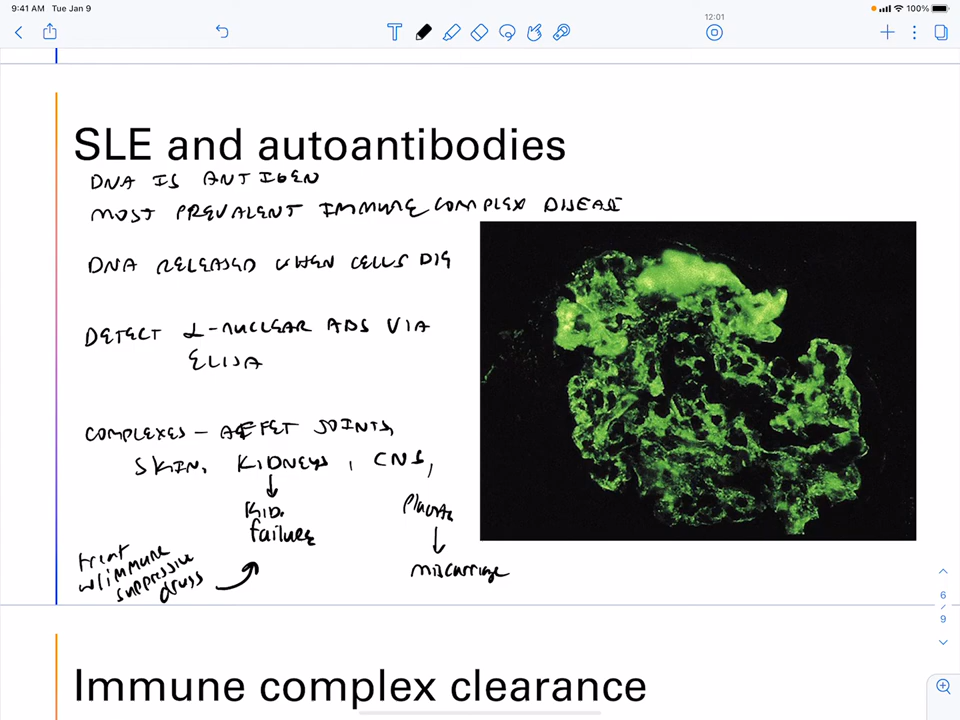 9:41 AM Tue Jan 9
100%
12:01
SLE and autoantibodies
DNA IS ANTIGEN
MOST PREVALENT IMMUNE COMPLEX DISEASE
DNA RELEASED WHEN CELLS DIE
DETECT α-NUCLEAR ABS VIA
ELISA
COMPLEXES – AFFET JOINTS,
SKIN, KIDNEYS, CNS,
KID.
failure
Placenta
miscarriage
treat
w/immune
suppressive
drugs
6
/
9
Immune complex clearance